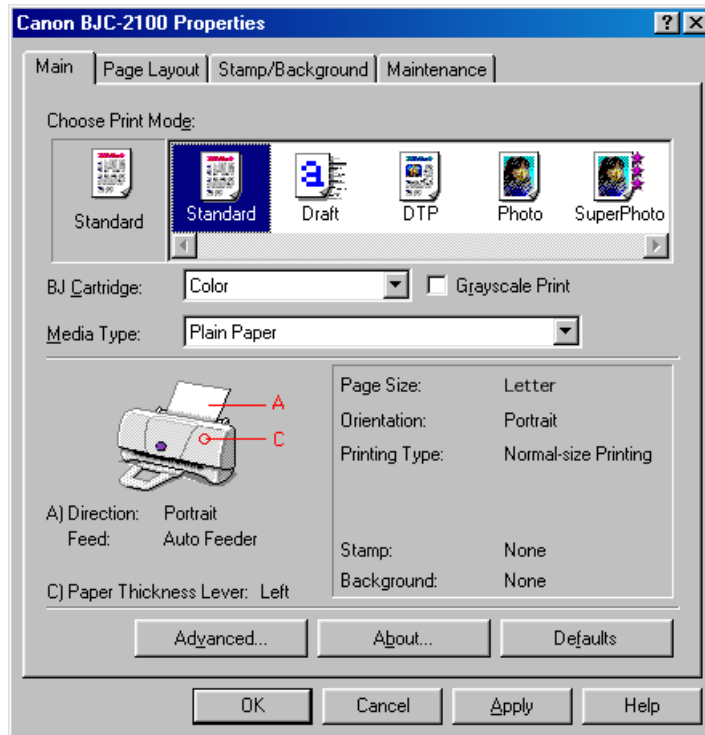 Canon BJC-2100 Properties
Main Page Layout Stamp/Background Maintenance
Choose Print Mode:
Standard
Standard Draft DTP Photo SuperPhoto
BJ Cartridge: Color Grayscale Print
Media Type: Plain Paper
A
C
A) Direction: Portrait
Feed: Auto Feeder
C) Paper Thickness Lever: Left
Page Size: Letter
Orientation: Portrait
Printing Type: Normal-size Printing
Stamp: None
Background: None
Advanced... About... Defaults
OK Cancel Apply Help